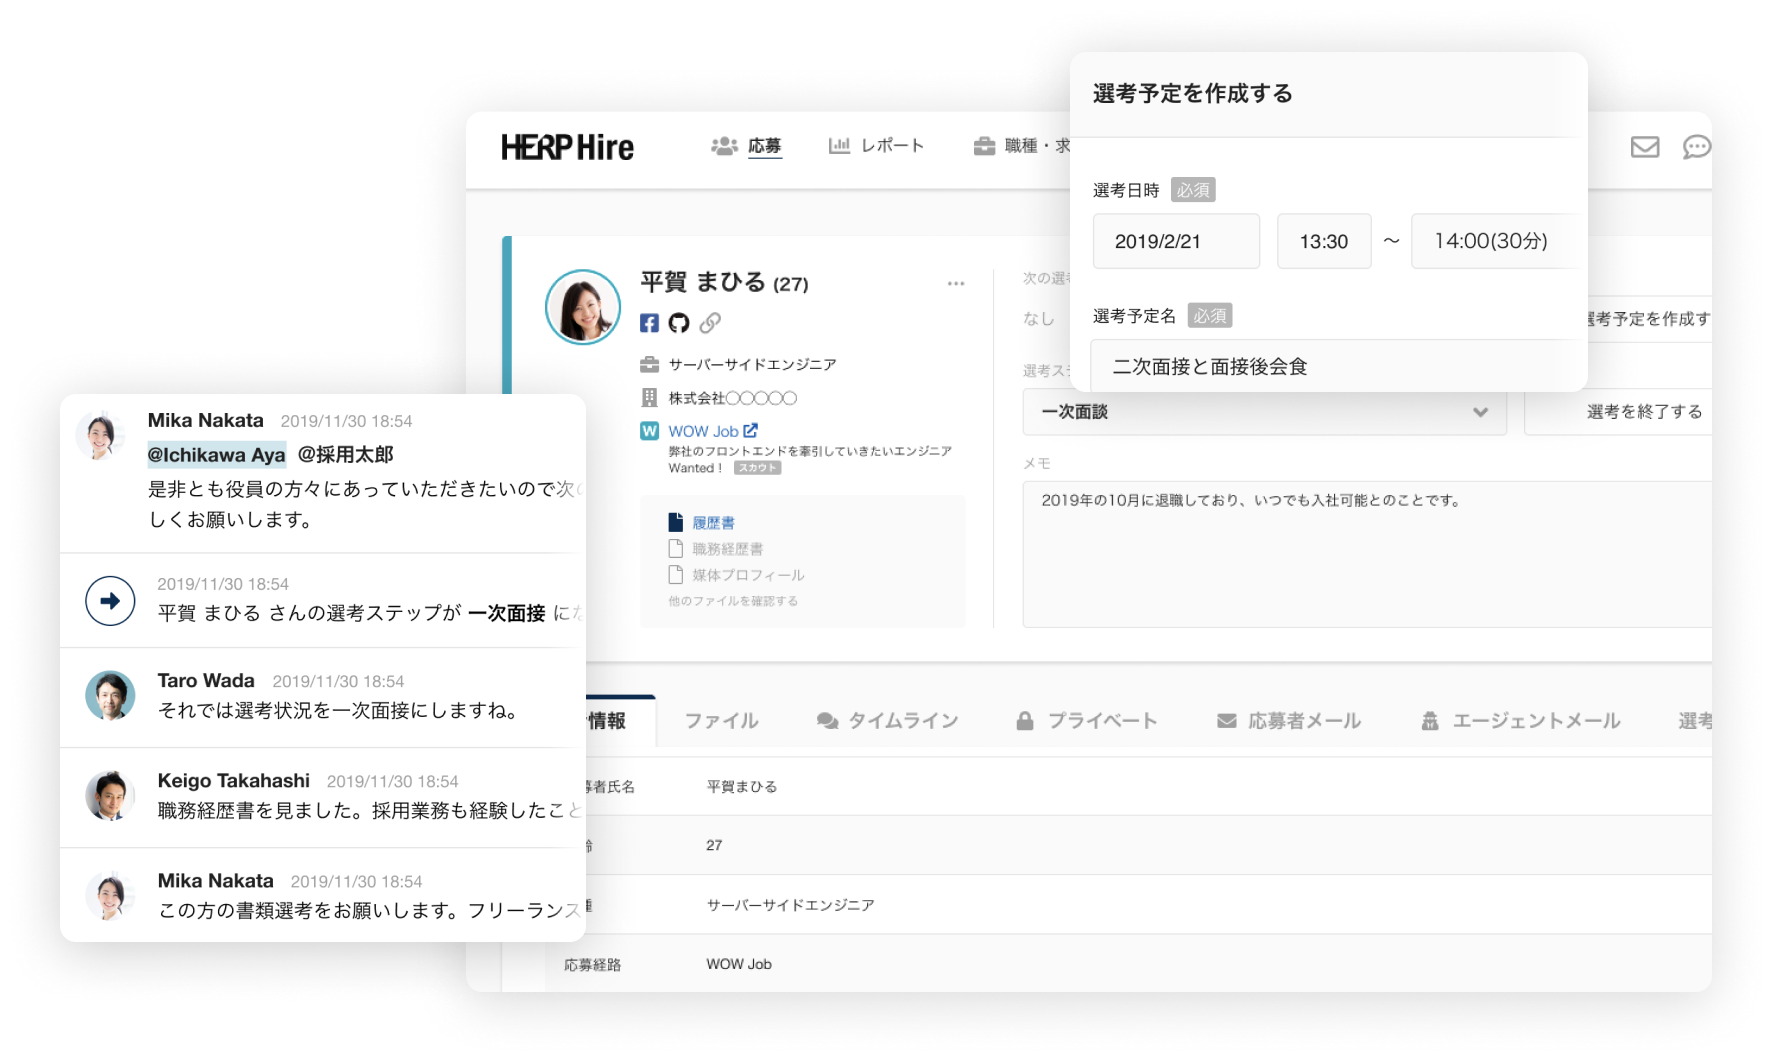 HERP Hire
応募
レポート
職種・求
選考予定を作成する
選考日時 必須
2019/2/21 13:30 ～ 14:00(30分)
選考予定名 必須
二次面接と面接後会食
平賀 まひる (27)
サーバーサイドエンジニア
株式会社◯◯◯◯◯
W WOW Job
弊社のフロントエンドを牽引していきたいエンジニア
Wanted！ スカウト
履歴書
職務経歴書
媒体プロフィール
他のファイルを確認する
次の選
なし
選考予定を作成す
選考ス
一次面談
選考を終了する
メモ
2019年の10月に退職しており、いつでも入社可能とのことです。
Mika Nakata 2019/11/30 18:54
@Ichikawa Aya @採用太郎
是非とも役員の方々にあっていただきたいので次の
しくお願いします。
2019/11/30 18:54
平賀 まひる さんの選考ステップが 一次面接 にな
Taro Wada 2019/11/30 18:54
それでは選考状況を一次面接にしますね。
Keigo Takahashi 2019/11/30 18:54
職務経歴書を見ました。採用業務も経験したこと
Mika Nakata 2019/11/30 18:54
この方の書類選考をお願いします。フリーランス
情報
ファイル
タイムライン
プライベート
応募者メール
エージェントメール
選考
募者氏名 平賀まひる
齢 27
種 サーバーサイドエンジニア
応募経路 WOW Job